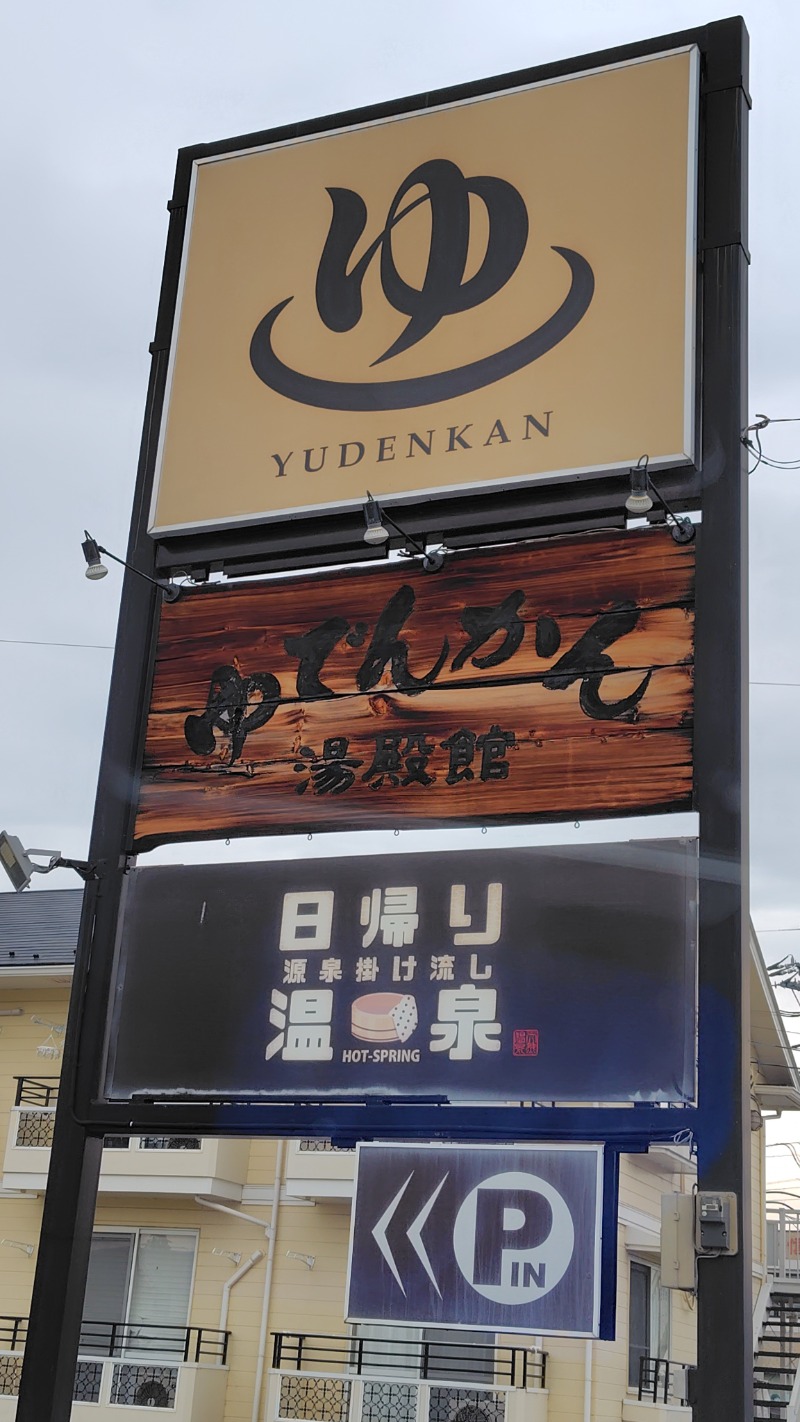 ゆ
YUDENKAN
ゆでんかん
湯殿館
日帰り
源泉掛け流し
温泉
HOT-SPRING
P IN